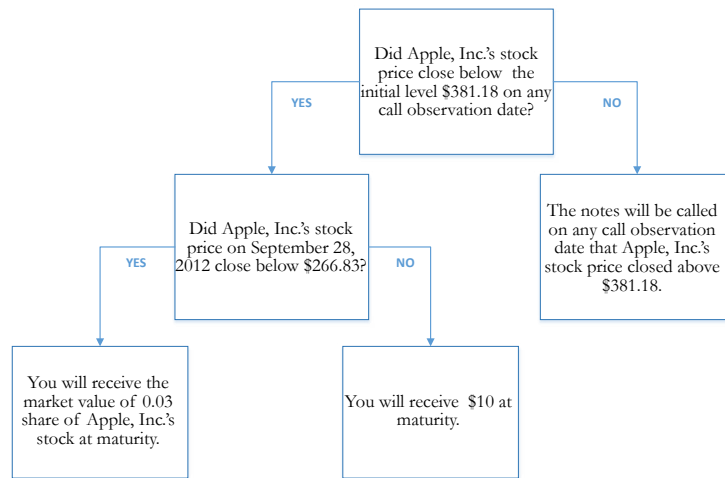 Did Apple, Inc.'s stock
price close below the
initial level $381.18 on any
call observation date?
YES
NO
Did Apple, Inc.'s stock
price on September 28,
2012 close below $266.83?
The notes will be called
on any call observation
date that Apple, Inc.'s
stock price closed above
$381.18.
YES
NO
You will receive the
market value of 0.03
share of Apple, Inc.'s
stock at maturity.
You will receive $10 at
maturity.